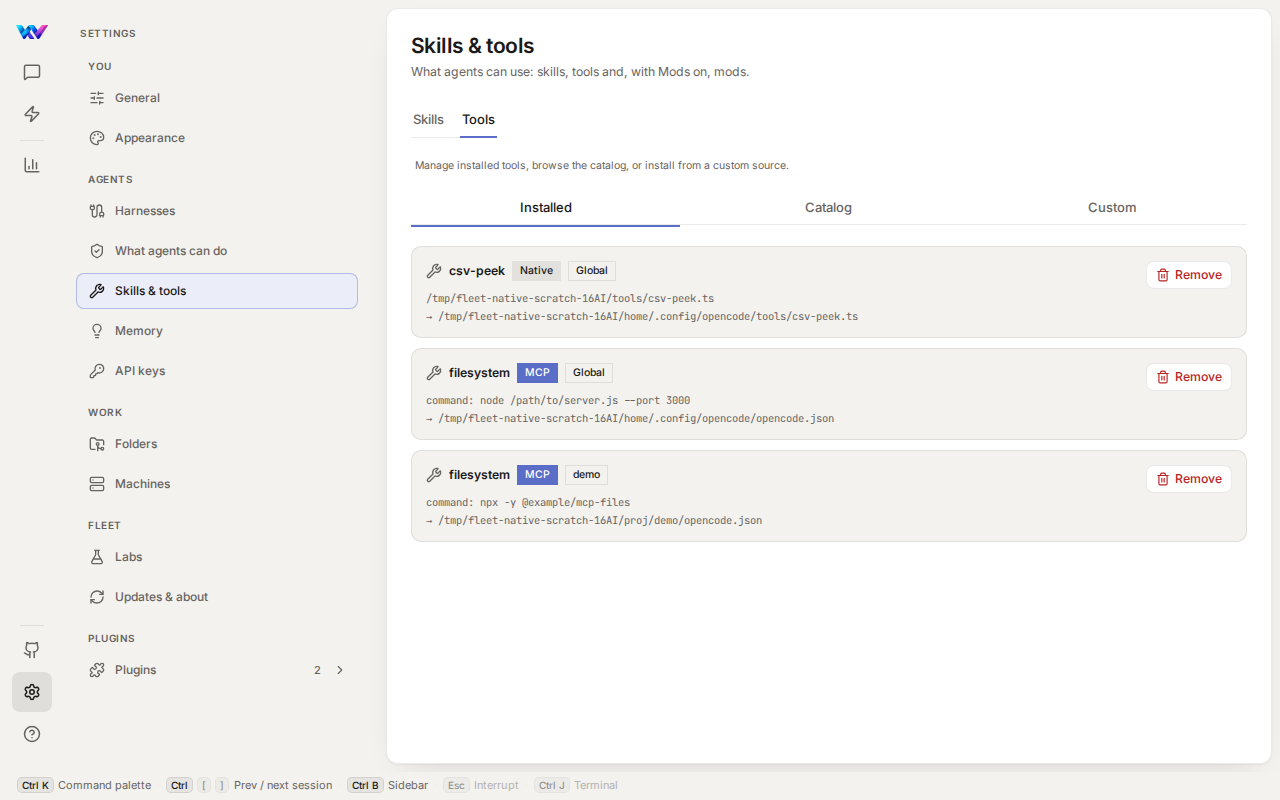 SETTINGS
YOU
General
Appearance
AGENTS
Harnesses
What agents can do
Skills & tools
Memory
API keys
WORK
Folders
Machines
FLEET
Labs
Updates & about
PLUGINS
Plugins 2
Skills & tools
What agents can use: skills, tools and, with Mods on, mods.
Skills Tools
Manage installed tools, browse the catalog, or install from a custom source.
Installed Catalog Custom
csv-peek Native Global Remove
/tmp/fleet-native-scratch-16AI/tools/csv-peek.ts
→ /tmp/fleet-native-scratch-16AI/home/.config/opencode/tools/csv-peek.ts
filesystem MCP Global Remove
command: node /path/to/server.js --port 3000
→ /tmp/fleet-native-scratch-16AI/home/.config/opencode/opencode.json
filesystem MCP demo Remove
command: npx -y @example/mcp-files
→ /tmp/fleet-native-scratch-16AI/proj/demo/opencode.json
Ctrl K Command palette Ctrl [ ] Prev / next session Ctrl B Sidebar Esc Interrupt Ctrl J Terminal